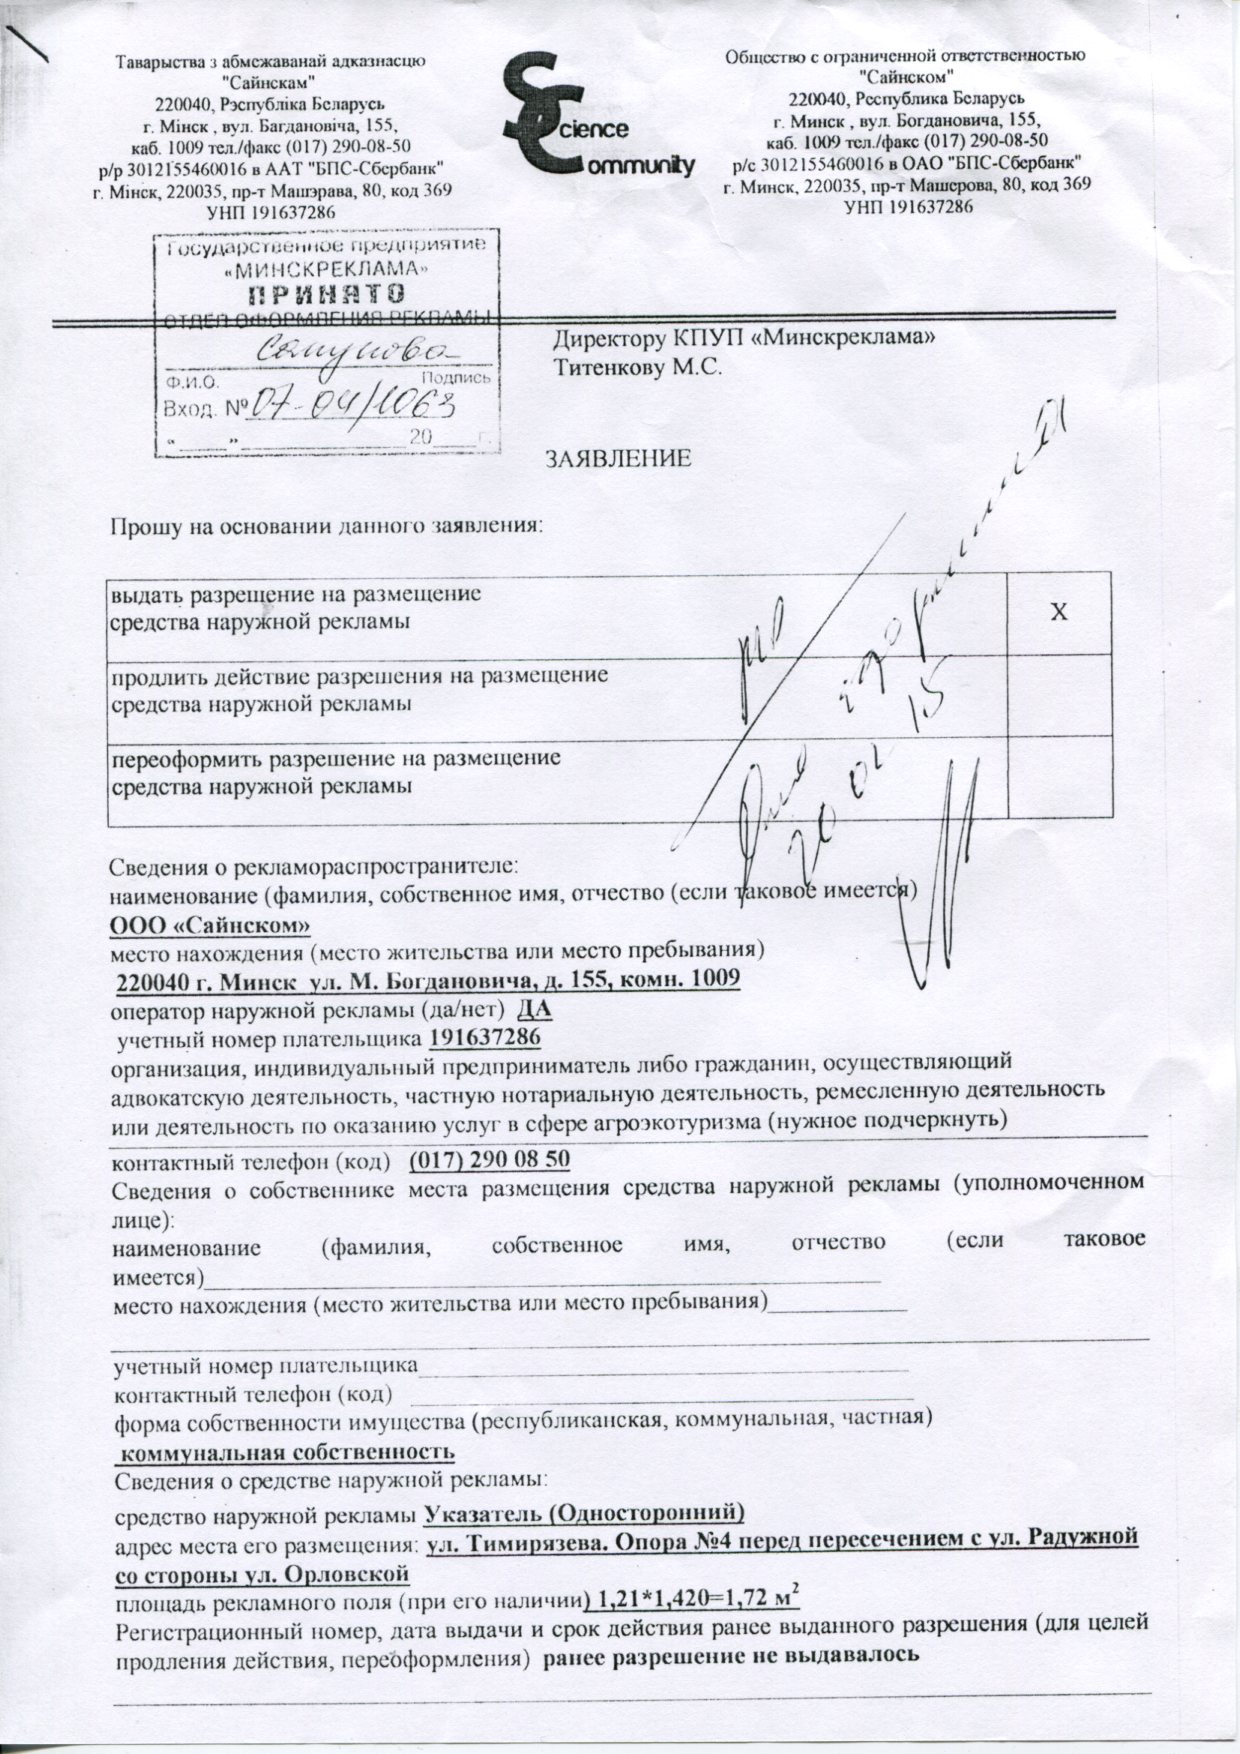 Таварыства з абмежаванай адказнасцю
"Сайнскам"
220040, Рэспубліка Беларусь
г. Мінск , вул. Багдановіча, 155,
каб. 1009 тел./факс (017) 290-08-50
р/р 3012155460016 в ААТ "БПС-Сбербанк"
г. Мінск, 220035, пр-т Машэрава, 80, код 369
УНП 191637286
Science
Community
Общество с ограниченной ответственностью
"Сайнском"
220040, Республика Беларусь
г. Минск , ул. Богдановича, 155,
каб. 1009 тел./факс (017) 290-08-50
р/с 3012155460016 в ОАО "БПС-Сбербанк"
г. Минск, 220035, пр-т Машерова, 80, код 369
УНП 191637286
Государственное предприятие
«МИНСКРЕКЛАМА»
ПРИНЯТО
ОТДЕЛ ОФОРМЛЕНИЯ РЕКЛАМЫ
Ф.И.О. Подпись
Вход. № 07-04/1063
"____" ____________ 20____ г.
Директору КПУП «Минскреклама»
Титенкову М.С.
ЗАЯВЛЕНИЕ
Прошу на основании данного заявления:
выдать разрещение на размещение
средства наружной рекламы
X
продлить действие разрешения на размещение
средства наружной рекламы
переоформить разрешение на размещение
средства наружной рекламы
20 01 15
Сведения о рекламораспространителе:
наименование (фамилия, собственное имя, отчество (если таковое имеется)
ООО «Сайнском»
место нахождения (место жительства или место пребывания)
220040 г. Минск ул. М. Богдановича, д. 155, комн. 1009
оператор наружной рекламы (да/нет) ДА
учетный номер плательщика 191637286
организация, индивидуальный предприниматель либо гражданин, осуществляющий
адвокатскую деятельность, частную нотариальную деятельность, ремесленную деятельность
или деятельность по оказанию услуг в сфере агроэкотуризма (нужное подчеркнуть)
контактный телефон (код) (017) 290 08 50
Сведения о собственнике места размещения средства наружной рекламы (уполномоченном
лице):
наименование (фамилия, собственное имя, отчество (если таковое
имеется)
место нахождения (место жительства или место пребывания)
учетный номер плательщика
контактный телефон (код)
форма собственности имущества (республиканская, коммунальная, частная)
коммунальная собственность
Сведения о средстве наружной рекламы:
средство наружной рекламы Указатель (Односторонний)
адрес места его размещения: ул. Тимирязева. Опора №4 перед пересечением с ул. Радужной
со стороны ул. Орловской
площадь рекламного поля (при его наличии) 1,21*1,420=1,72 м²
Регистрационный номер, дата выдачи и срок действия ранее выданного разрешения (для целей
продления действия, переоформления) ранее разрешение не выдавалось